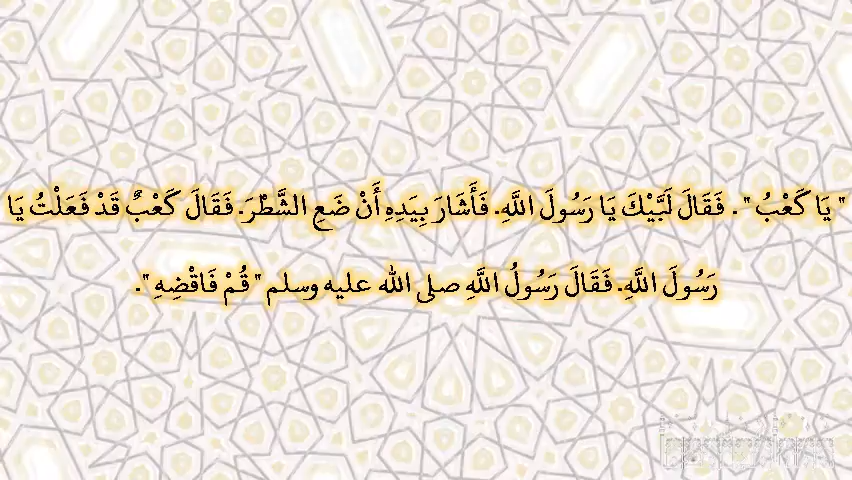 " يَا كَعْبُ " . فَقَالَ لَبَّيْكَ يَا رَسُولَ اللَّهِ. فَأَشَارَ بِيَدِهِ أَنْ ضَعِ الشَّطْرَ. فَقَالَ كَعْبٌ قَدْ فَعَلْتُ يَا
رَسُولَ اللَّهِ. فَقَالَ رَسُولُ اللَّهِ صلى الله عليه وسلم " قُمْ فَاقْضِهِ ".